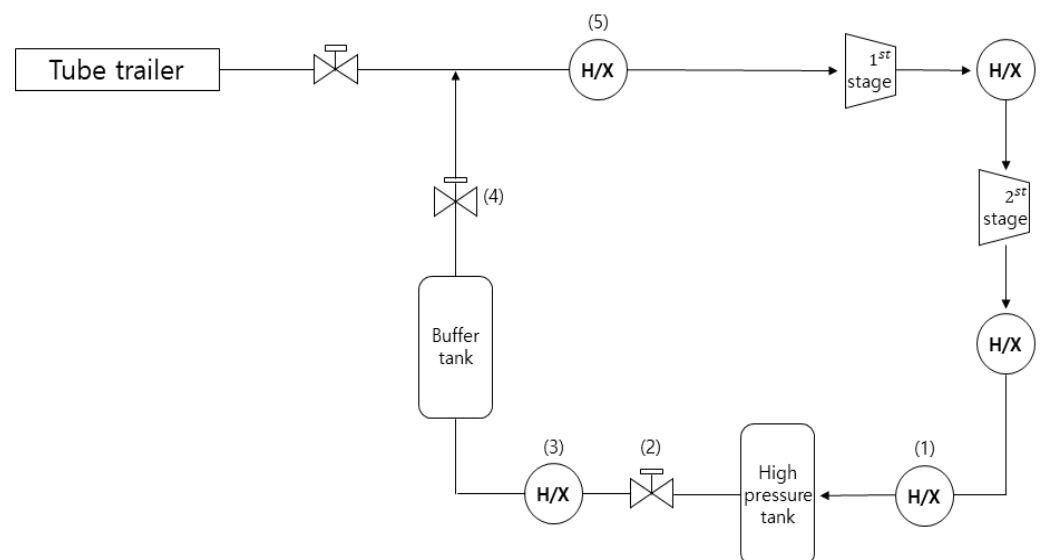 (5)
Tube trailer
H/X
1st
stage
H/X
(4)
2st
stage
Buffer
tank
H/X
(3)
(2)
(1)
H/X
High
pressure
tank
H/X